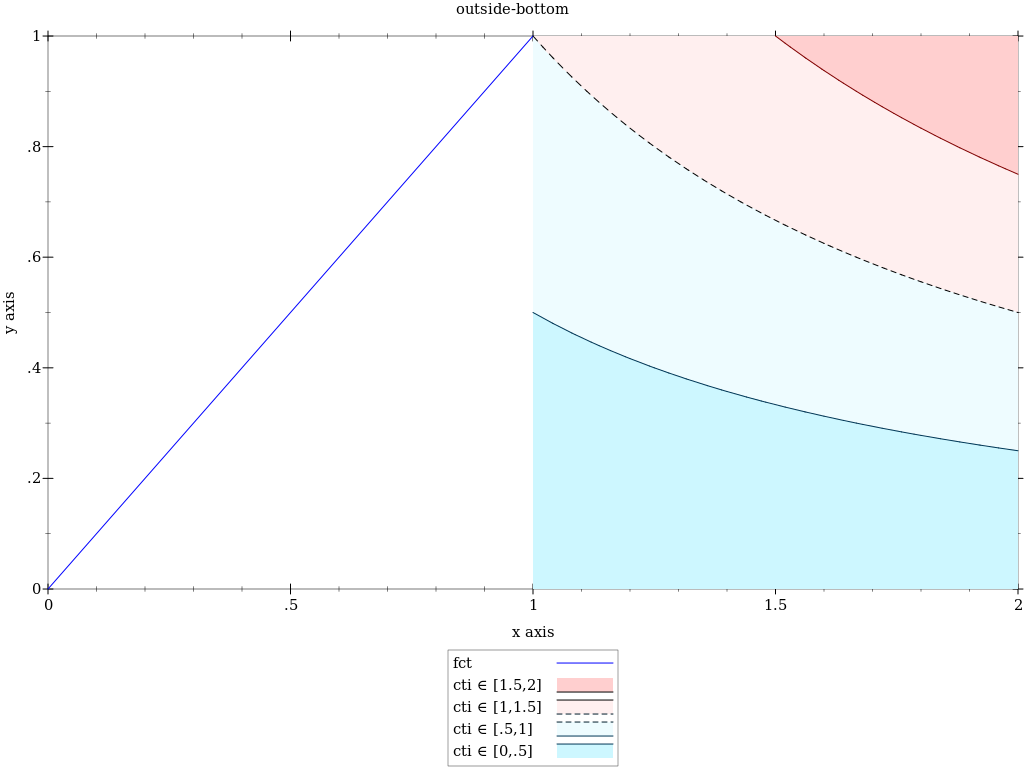 outside-bottom
1
.8
.6
.4
.2
0
y axis
0 .5 1 1.5 2
x axis
fct
cti ∈ [1.5,2]
cti ∈ [1,1.5]
cti ∈ [.5,1]
cti ∈ [0,.5]